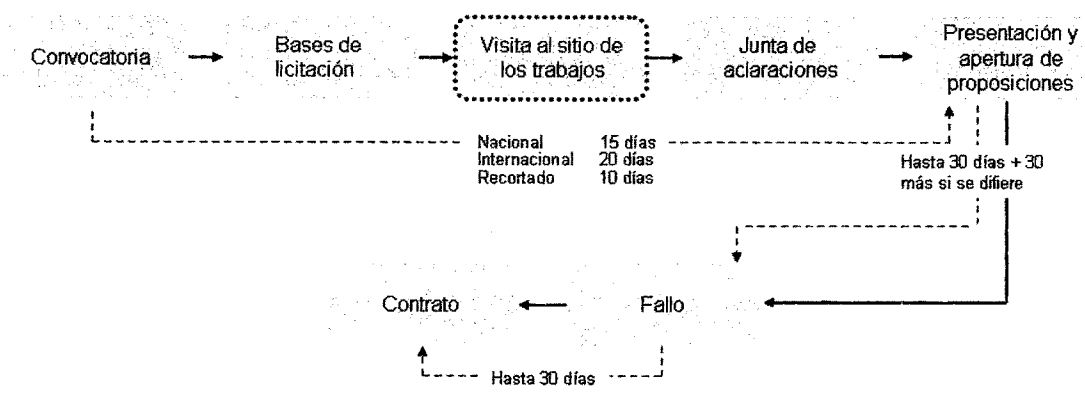 Convocatoria
Bases de
licitación
Visita al sitio de
los trabajos
Junta de
aclaraciones
Presentación y
apertura de
proposiciones
Nacional 15 días
Internacional 20 días
Recortado 10 días
Hasta 30 días + 30
más si se difiere
Contrato
Fallo
Hasta 30 días